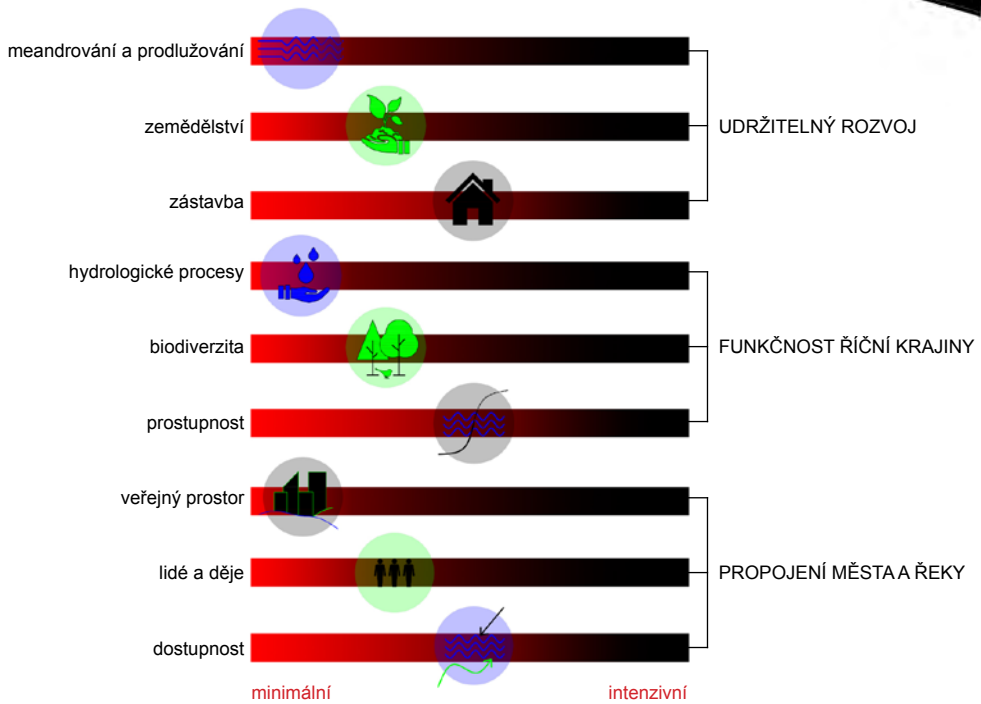 meandrování a prodlužování
zemědělství
UDRŽITELNÝ ROZVOJ
zástavba
hydrologické procesy
biodiverzita
FUNKČNOST ŘÍČNÍ KRAJINY
prostupnost
veřejný prostor
lidé a děje
PROPOJENÍ MĚSTA A ŘEKY
dostupnost
minimální
intenzivní